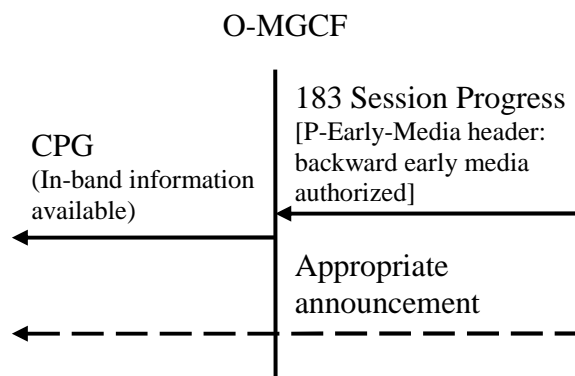 O-MGCF
183 Session Progress
[P-Early-Media header:
backward early media
authorized]
CPG
(In-band information
available)
Appropriate
announcement